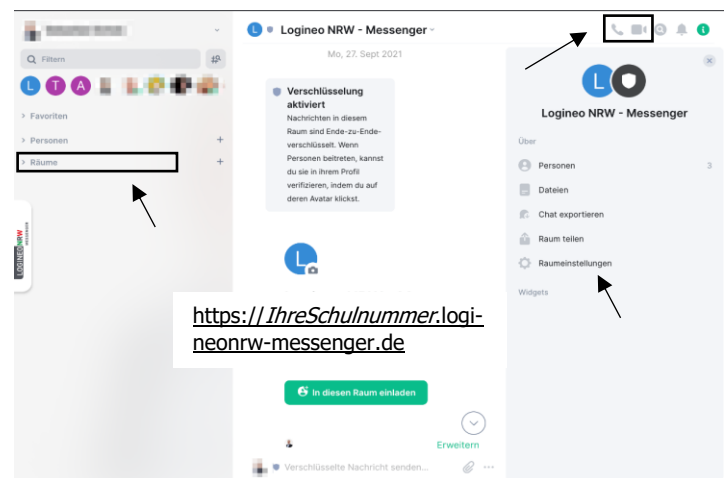 Filtern
L T A
Favoriten
Personen
Räume
LOGINEO NRW
MESSENGER
L Logineo NRW - Messenger
Mo, 27. Sept 2021
Verschlüsselung
aktiviert
Nachrichten in diesem
Raum sind Ende-zu-Ende-
verschlüsselt. Wenn
Personen beitreten, kannst
du sie in ihrem Profil
verifizieren, indem du auf
deren Avatar klickst.
L
https://IhreSchulnummer.logi-
neonrw-messenger.de
In diesen Raum einladen
Erweitern
Verschlüsselte Nachricht senden...
L
Logineo NRW - Messenger
Über
Personen 3
Dateien
Chat exportieren
Raum teilen
Raumeinstellungen
Widgets